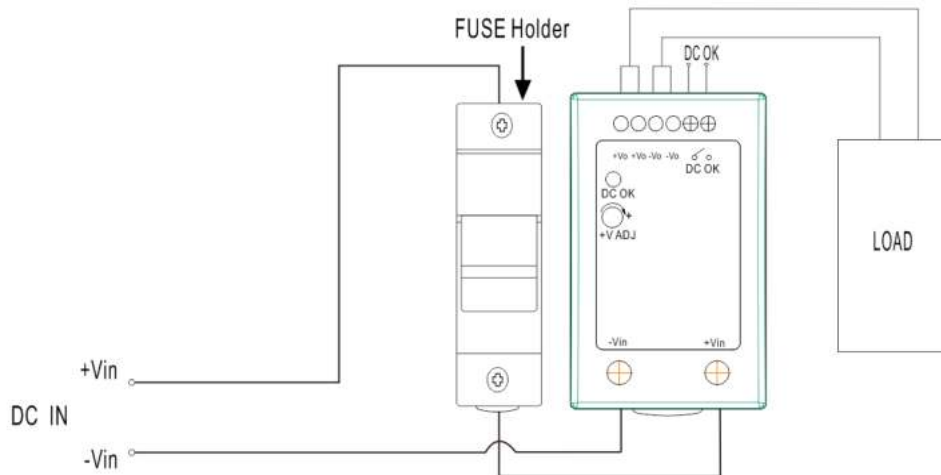 FUSE Holder
DC OK
+Vo +Vo -Vo -Vo
DC OK
DC OK
+
+V ADJ
LOAD
-Vin +Vin
+Vin
DC IN
-Vin